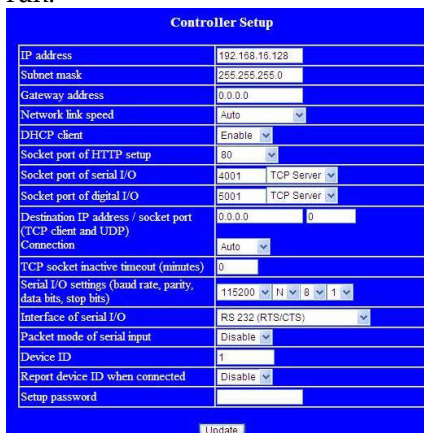 Controller Setup
IP address 192.168.16.128
Subnet mask 255.255.255.0
Gateway address 0.0.0.0
Network link speed Auto
DHCP client Enable
Socket port of HTTP setup 80
Socket port of serial I/O 4001 TCP Server
Socket port of digital I/O 5001 TCP Server
Destination IP address / socket port 0.0.0.0 0
(TCP client and UDP)
Connection Auto
TCP socket inactive timeout (minutes) 0
Serial I/O settings (baud rate, parity, 115200 N 8 1
data bits, stop bits)
Interface of serial I/O RS 232 (RTS/CTS)
Packet mode of serial input Disable
Device ID 1
Report device ID when connected Disable
Setup password
Update